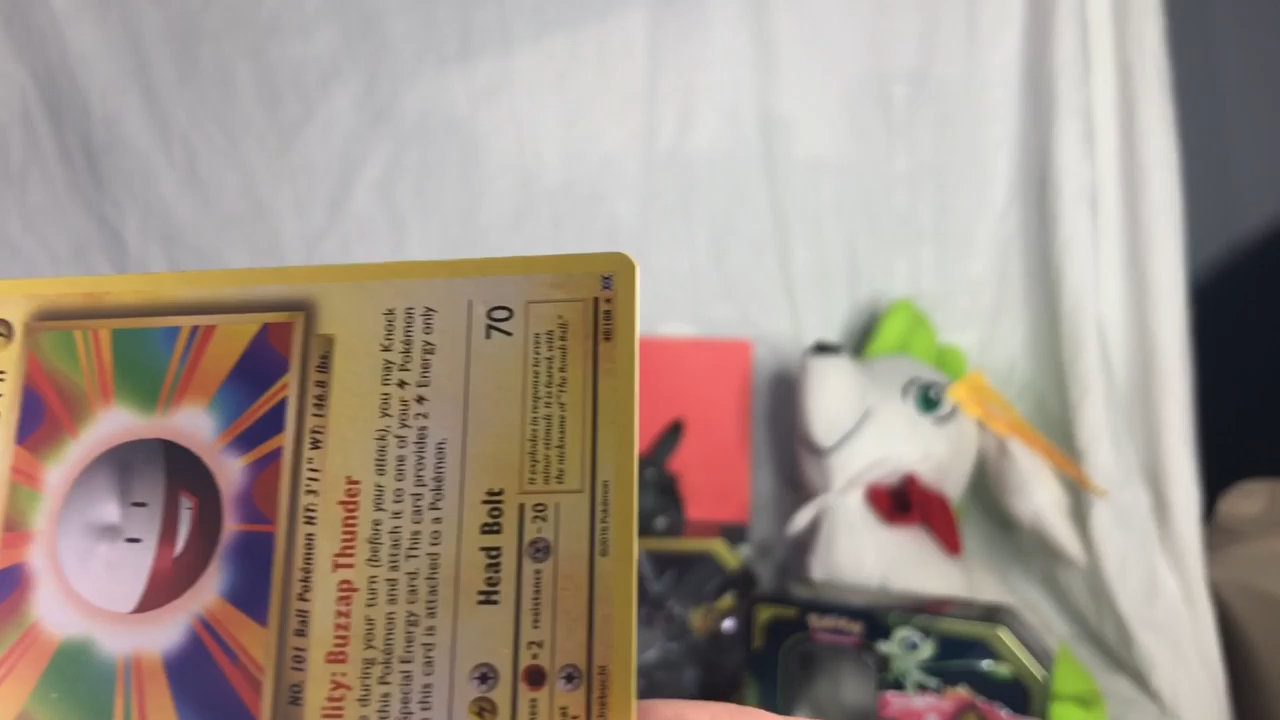 NO. 101 Ball Pokémon HT: 3'11" WT: 146.8 lbs.
lity: Buzzap Thunder
during your turn (before your attack), you may Knock
this Pokémon and attach it to one of your Pokémon
special Energy card. This card provides 2 Energy only
this card is attached to a Pokémon.
Head Bolt 70
ness ×2 resistance -20
It explodes in response to even
minor stimuli. It is feared, with
the nickname of "The Bomb Ball."
©2016 Pokémon
40/108